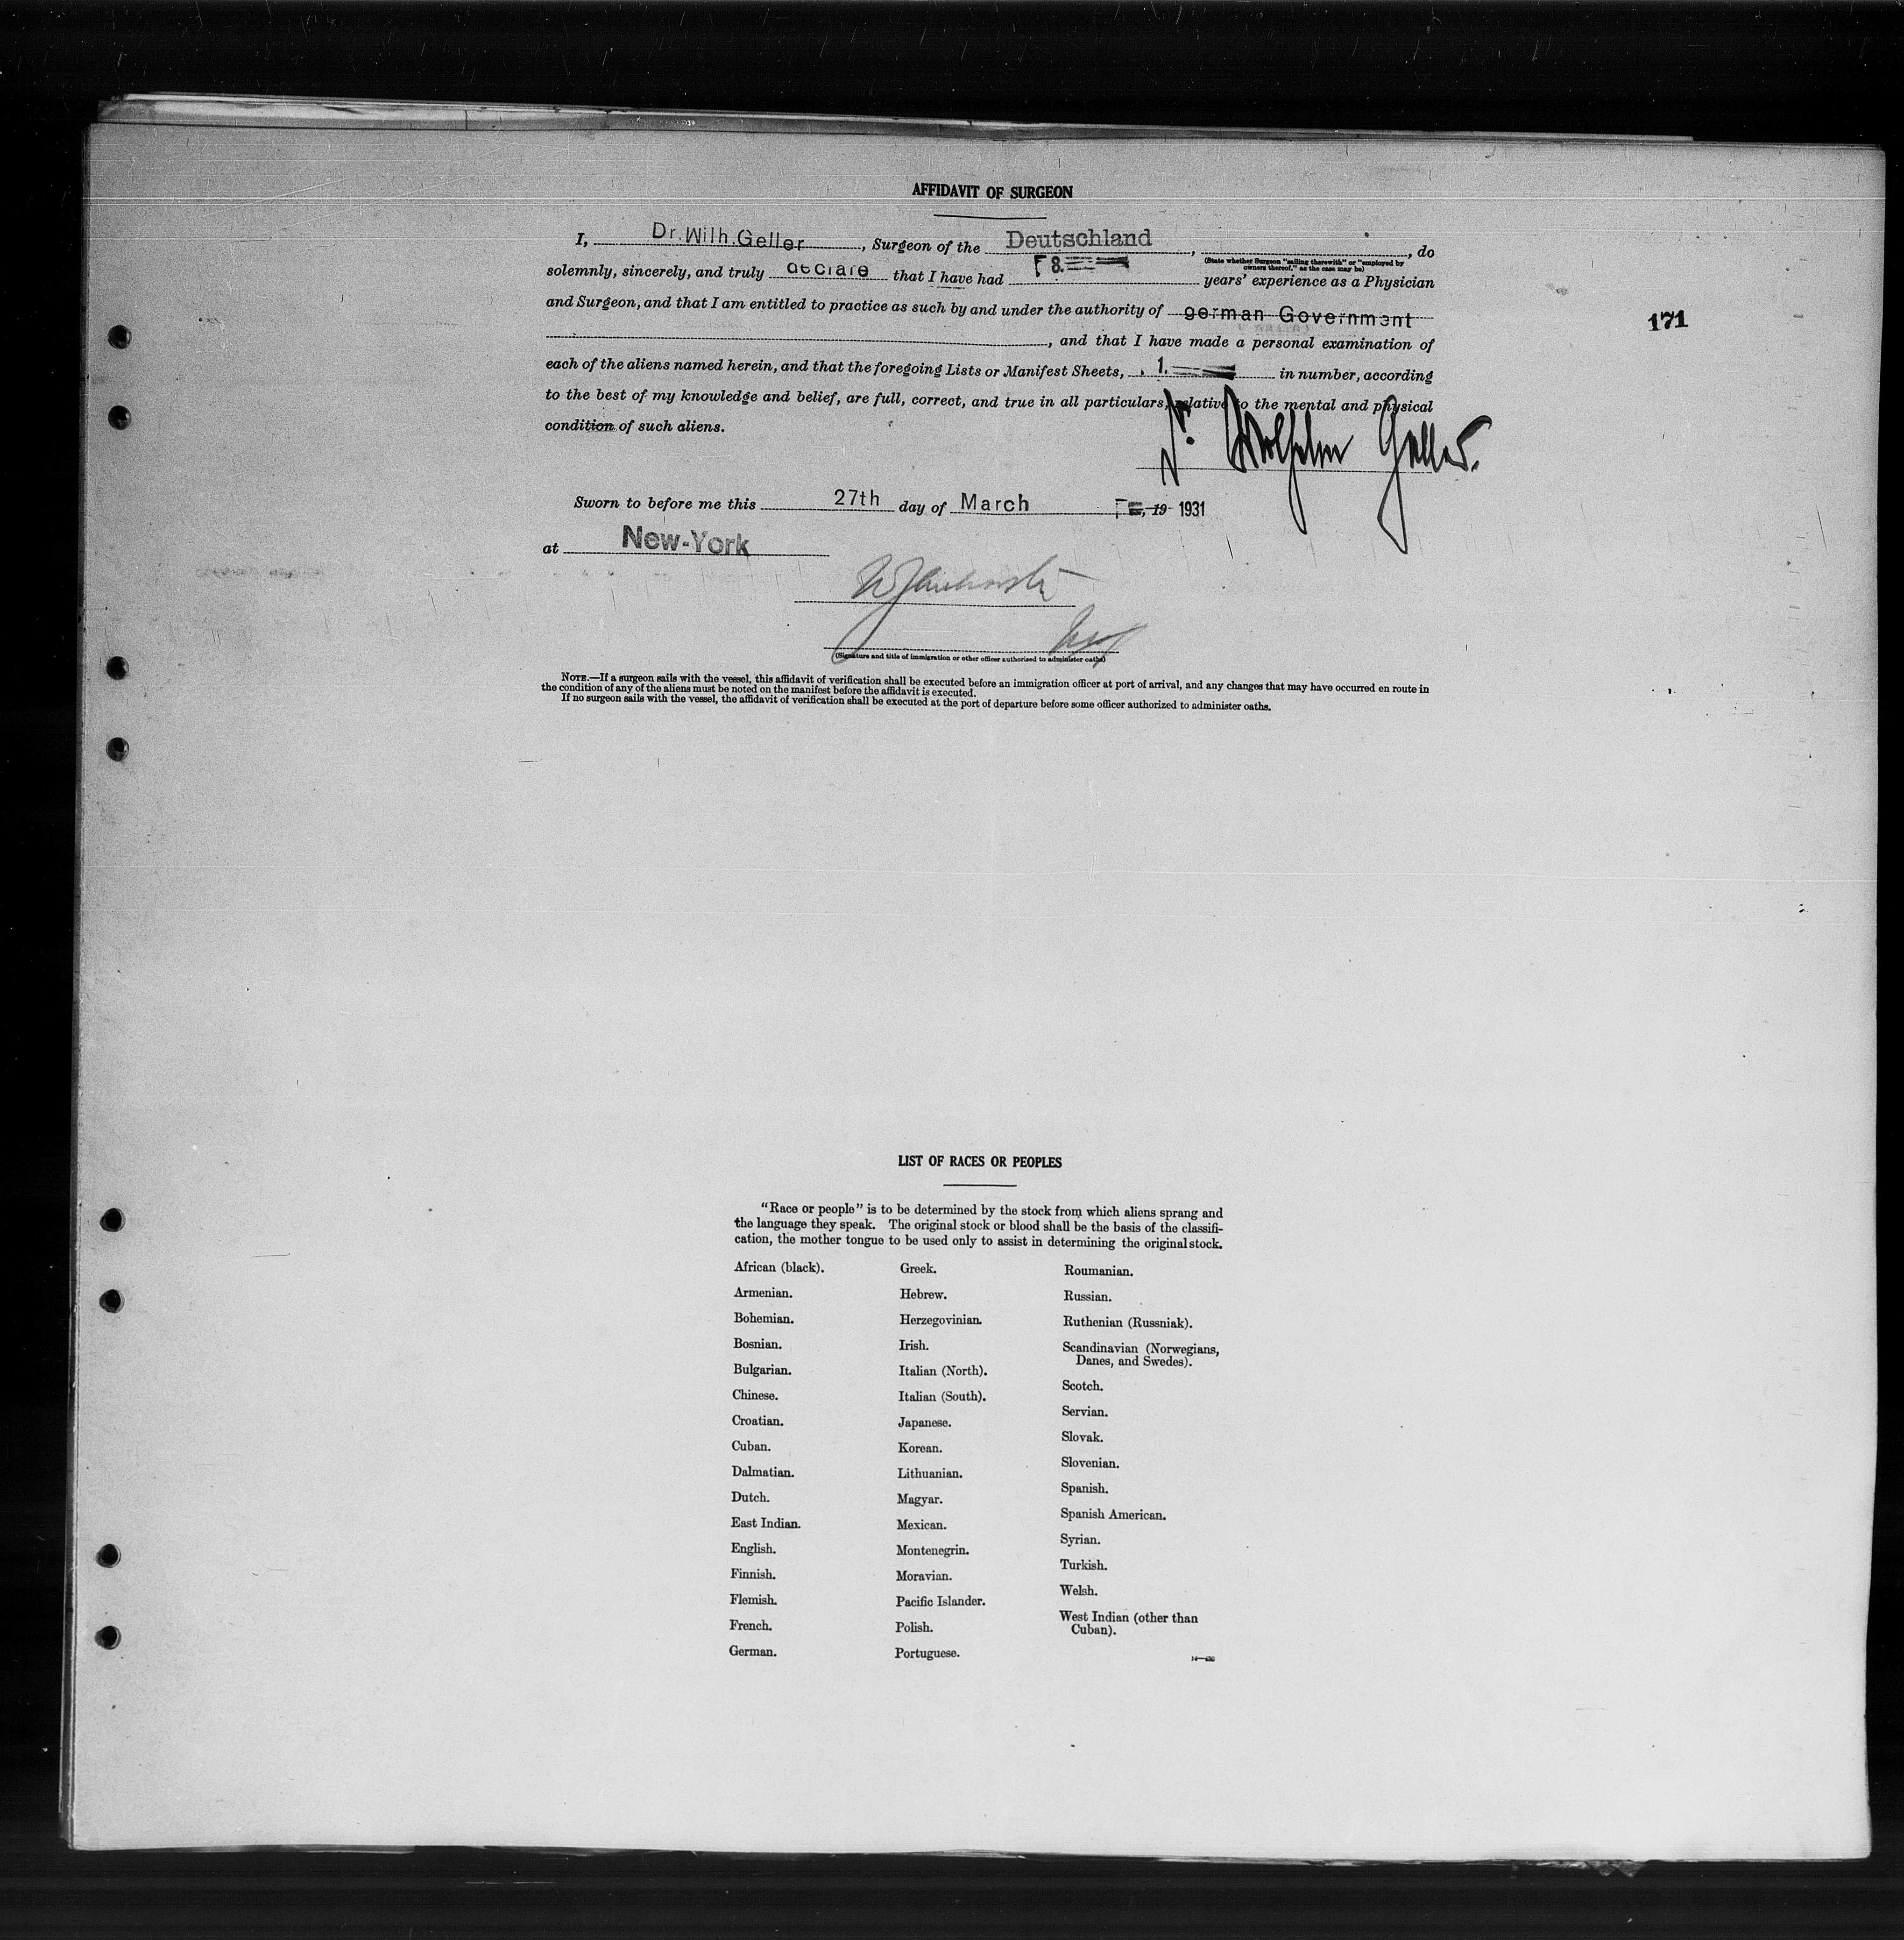 AFFIDAVIT OF SURGEON
I, Dr. Wilh. Geller, Surgeon of the Deutschland, , do
(State whether Surgeon "sailing therewith" or "employed by
owners thereof," as the case may be)
solemnly, sincerely, and truly declare that I have had 8. years' experience as a Physician
and Surgeon, and that I am entitled to practice as such by and under the authority of german Government
171
, and that I have made a personal examination of
each of the aliens named herein, and that the foregoing Lists or Manifest Sheets, 1. in number, according
to the best of my knowledge and belief, are full, correct, and true in all particulars, relative to the mental and physical
condition of such aliens.
Dr. Wilhelm Geller.
Sworn to before me this 27th day of March , 19 1931
at New-York
(Signature and title of immigration or other officer authorized to administer oaths)
NOTE.—If a surgeon sails with the vessel, this affidavit of verification shall be executed before an immigration officer at port of arrival, and any changes that may have occurred en route in
the condition of any of the aliens must be noted on the manifest before the affidavit is executed.
If no surgeon sails with the vessel, the affidavit of verification shall be executed at the port of departure before some officer authorized to administer oaths.
LIST OF RACES OR PEOPLES
"Race or people" is to be determined by the stock from which aliens sprang and
the language they speak. The original stock or blood shall be the basis of the classifi-
cation, the mother tongue to be used only to assist in determining the original stock.
African (black).
Armenian.
Bohemian.
Bosnian.
Bulgarian.
Chinese.
Croatian.
Cuban.
Dalmatian.
Dutch.
East Indian.
English.
Finnish.
Flemish.
French.
German.
Greek.
Hebrew.
Herzegovinian.
Irish.
Italian (North).
Italian (South).
Japanese.
Korean.
Lithuanian.
Magyar.
Mexican.
Montenegrin.
Moravian.
Pacific Islander.
Polish.
Portuguese.
Roumanian.
Russian.
Ruthenian (Russniak).
Scandinavian (Norwegians,
Danes, and Swedes).
Scotch.
Servian.
Slovak.
Slovenian.
Spanish.
Spanish American.
Syrian.
Turkish.
Welsh.
West Indian (other than
Cuban).